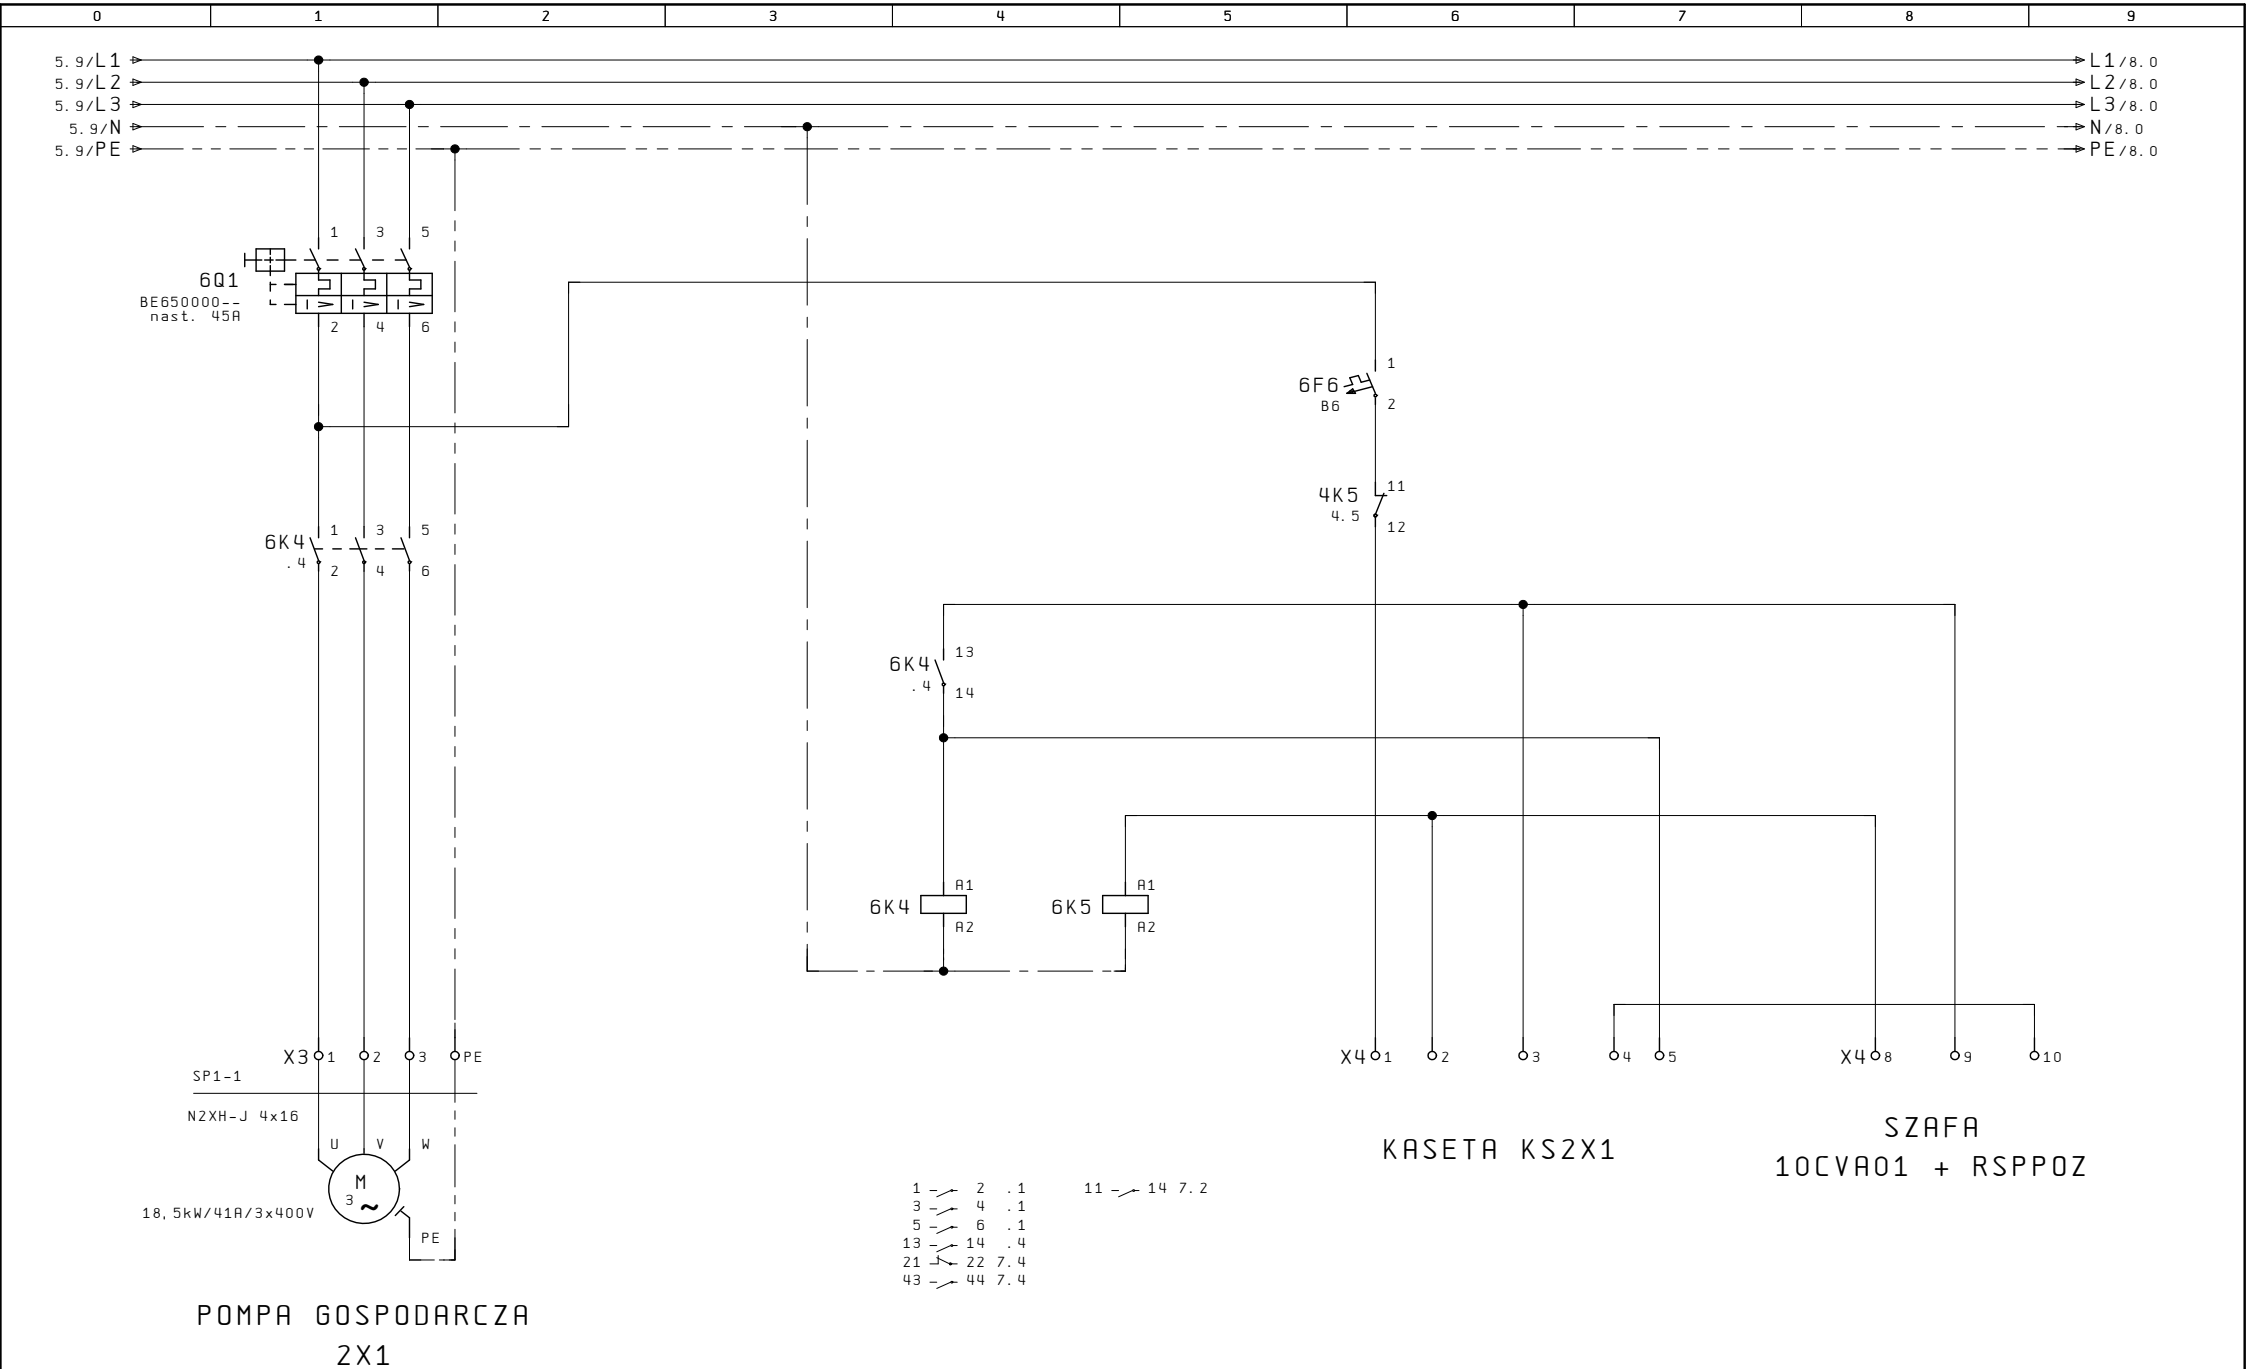 0 1 2 3 4 5 6 7 8 9
5.9/L1 L1/8.0
5.9/L2 L2/8.0
5.9/L3 L3/8.0
5.9/N N/8.0
5.9/PE PE/8.0
1 3 5
6Q1
BE650000--
nast. 45A
2 4 6
1
6F6
B6 2
11
4K5
4.5
12
1 3 5
6K4
.4
2 4 6
13
6K4
.4 14
A1 A1
6K4 6K5
A2 A2
X3 1 2 3 PE X4 1 2 3 4 5 X4 8 9 10
SP1-1
N2XH-J 4x16
U V W
M
3 ~
18,5kW/41A/3x400V
PE
KASETA KS2X1
SZAFA
10CVA01 + RSPPOZ
1 2 .1 11 14 7.2
3 4 .1
5 6 .1
13 14 .4
21 22 7.4
43 44 7.4
POMPA GOSPODARCZA
2X1